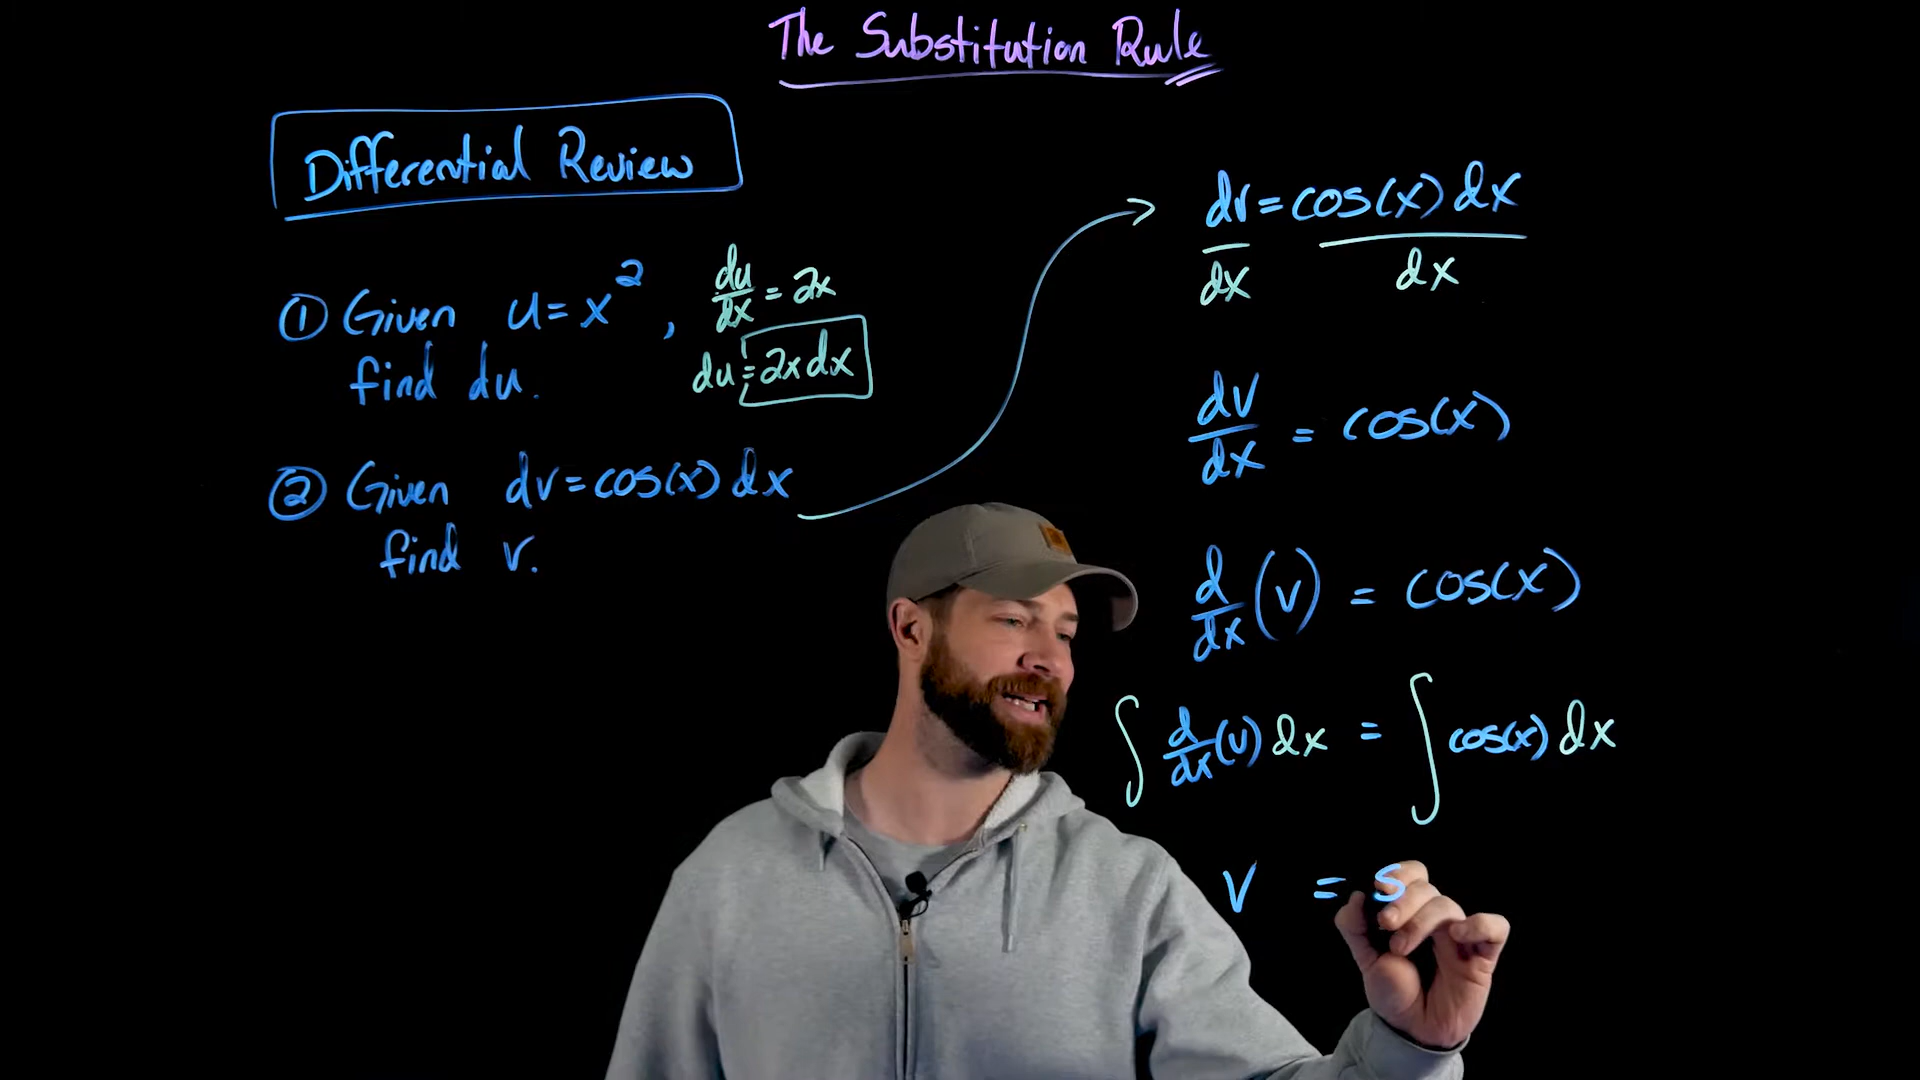 The Substitution Rule
Differential Review
① Given u = x², du/dx = 2x
find du. du = 2x dx
② Given dv = cos(x) dx
find v.
dv = cos(x) dx
dx dx
dv/dx = cos(x)
d/dx (v) = cos(x)
∫ d/dx (v) dx = ∫ cos(x) dx
v = s